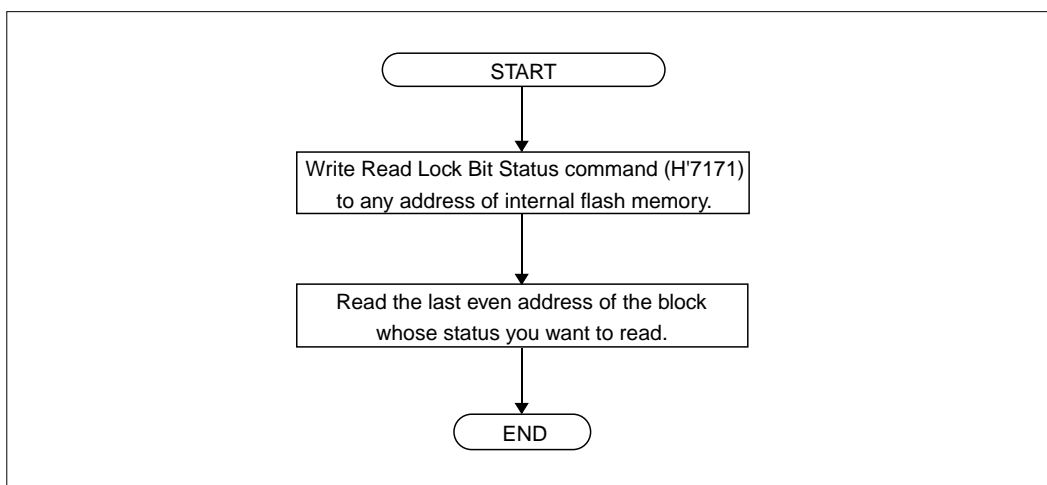 START
Write Read Lock Bit Status command (H'7171)
to any address of internal flash memory.
Read the last even address of the block
whose status you want to read.
END